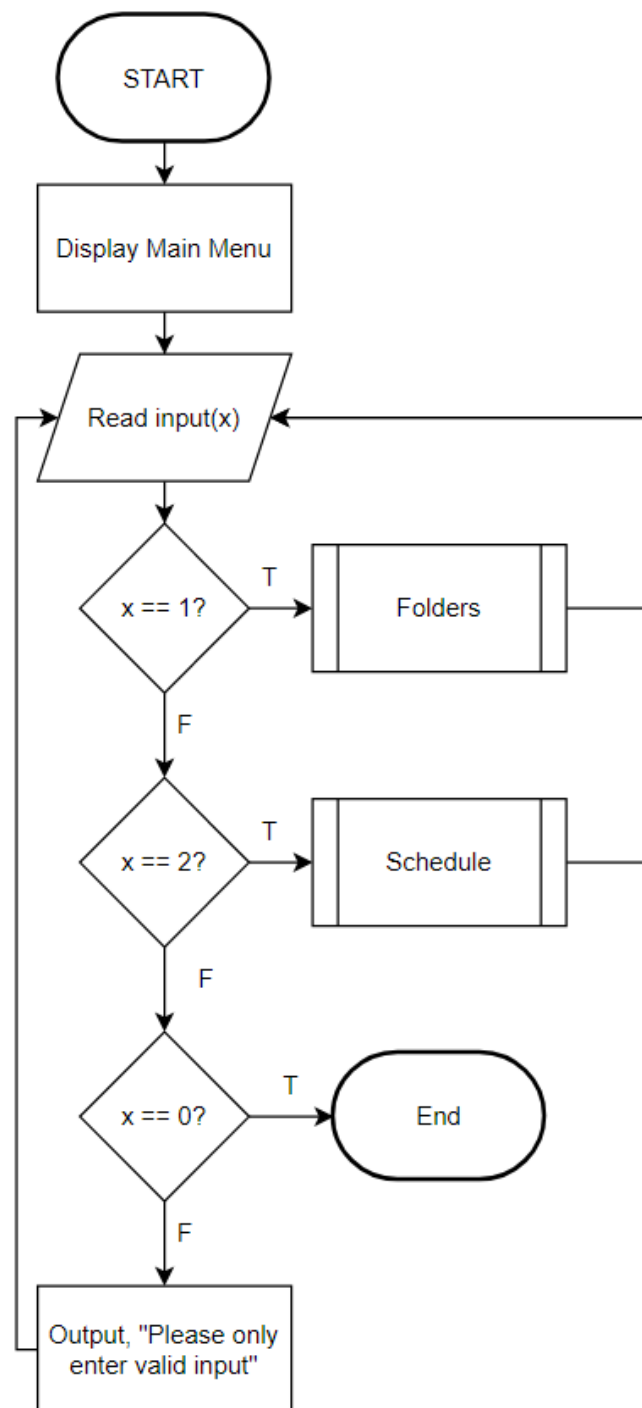 START
Display Main Menu
Read input(x)
x == 1?
T
Folders
F
x == 2?
T
Schedule
F
x == 0?
T
End
F
Output, "Please only
enter valid input"